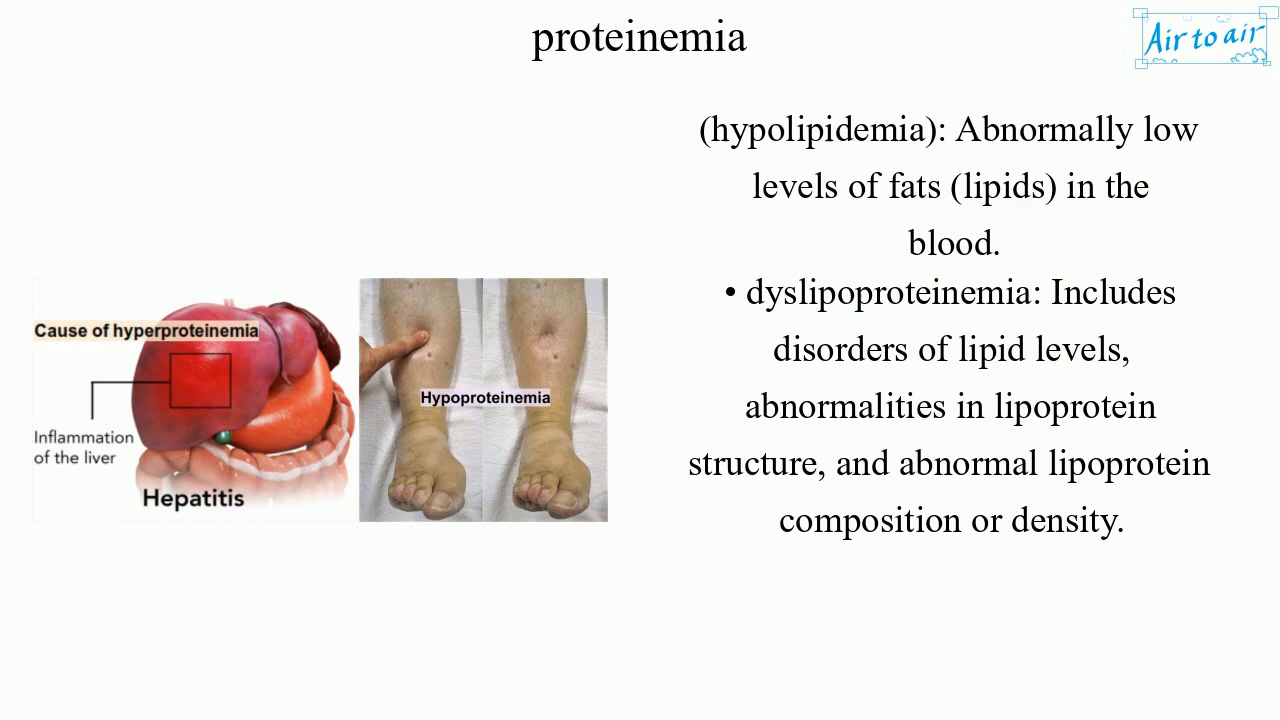 proteinemia
Air to air
(hypolipidemia): Abnormally low
levels of fats (lipids) in the
blood.
• dyslipoproteinemia: Includes
disorders of lipid levels,
abnormalities in lipoprotein
structure, and abnormal lipoprotein
composition or density.
Cause of hyperproteinemia
Inflammation
of the liver
Hepatitis
Hypoproteinemia